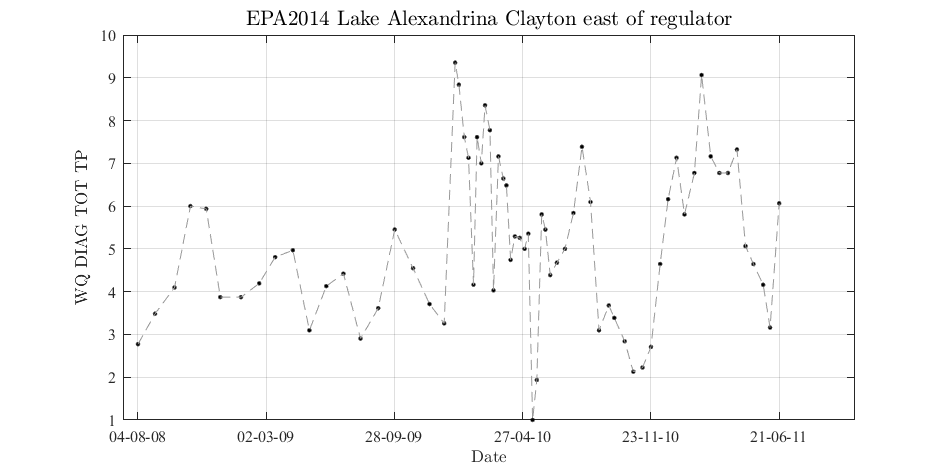 EPA2014 Lake Alexandrina Clayton east of regulator
WQ DIAG TOT TP
10
9
8
7
6
5
4
3
2
1
04-08-08 02-03-09 28-09-09 27-04-10 23-11-10 21-06-11
Date